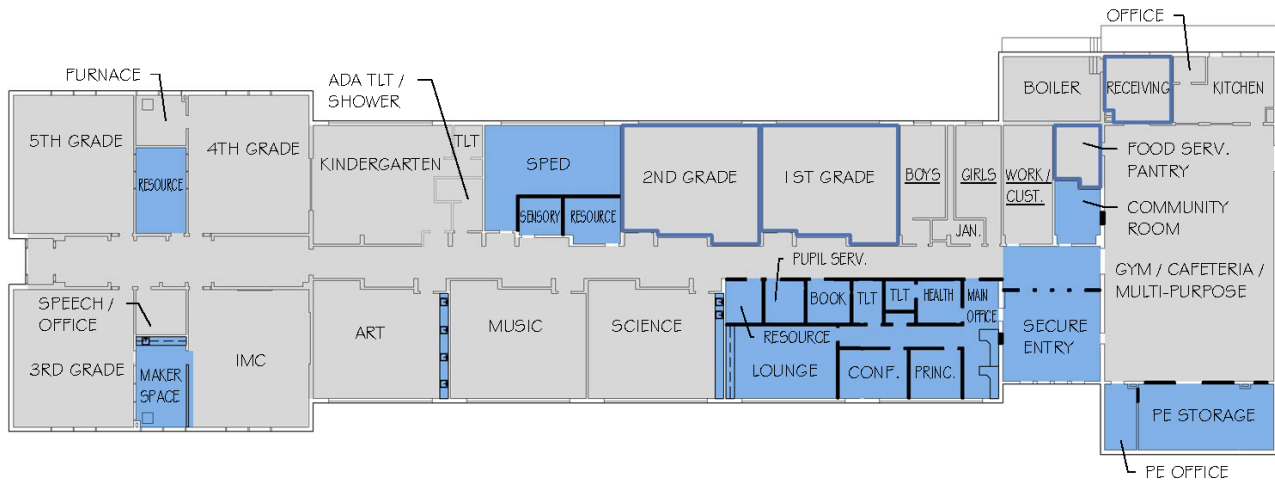 OFFICE
FURNACE
ADA TLT /
SHOWER
BOILER
RECEIVING
KITCHEN
5TH GRADE
4TH GRADE
KINDERGARTEN
TLT
SPED
2ND GRADE
1ST GRADE
BOYS
GIRLS
WORK /
CUST.
FOOD SERV.
PANTRY
RESOURCE
SENSORY
RESOURCE
JAN.
COMMUNITY
ROOM
PUPIL SERV.
GYM / CAFETERIA /
MULTI-PURPOSE
SPEECH /
OFFICE
BOOK
TLT
TLT
HEALTH
MAIN
OFFICE
ART
MUSIC
SCIENCE
RESOURCE
SECURE
ENTRY
3RD GRADE
MAKER
SPACE
IMC
LOUNGE
CONF.
PRINC.
PE STORAGE
PE OFFICE